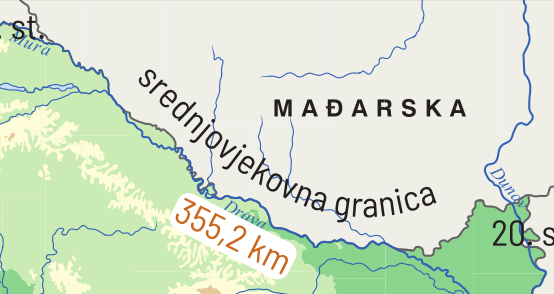 . st.
Mura
srednjovjekovna granica
MAĐARSKA
Dunav
Drava
355,2 km
20. s